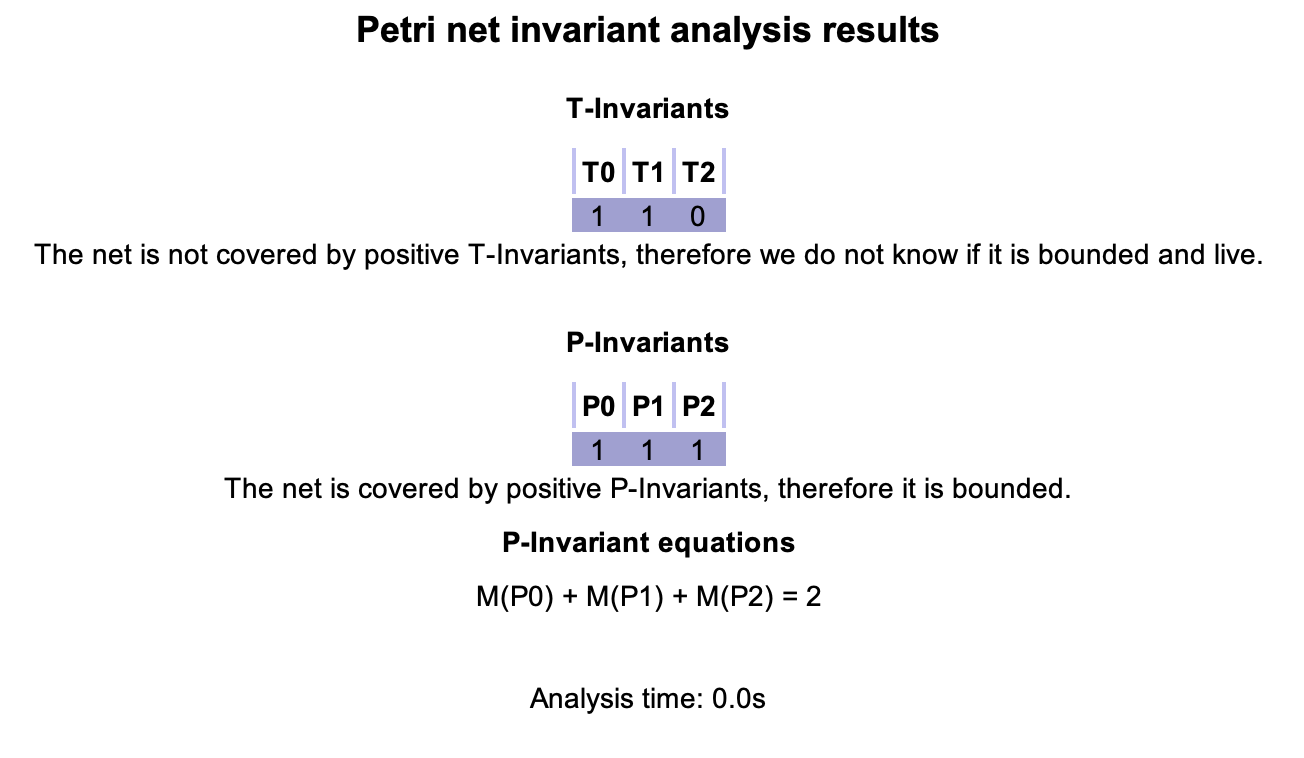 Petri net invariant analysis results
T-Invariants
T0 T1 T2
1 1 0
The net is not covered by positive T-Invariants, therefore we do not know if it is bounded and live.
P-Invariants
P0 P1 P2
1 1 1
The net is covered by positive P-Invariants, therefore it is bounded.
P-Invariant equations
M(P0) + M(P1) + M(P2) = 2
Analysis time: 0.0s